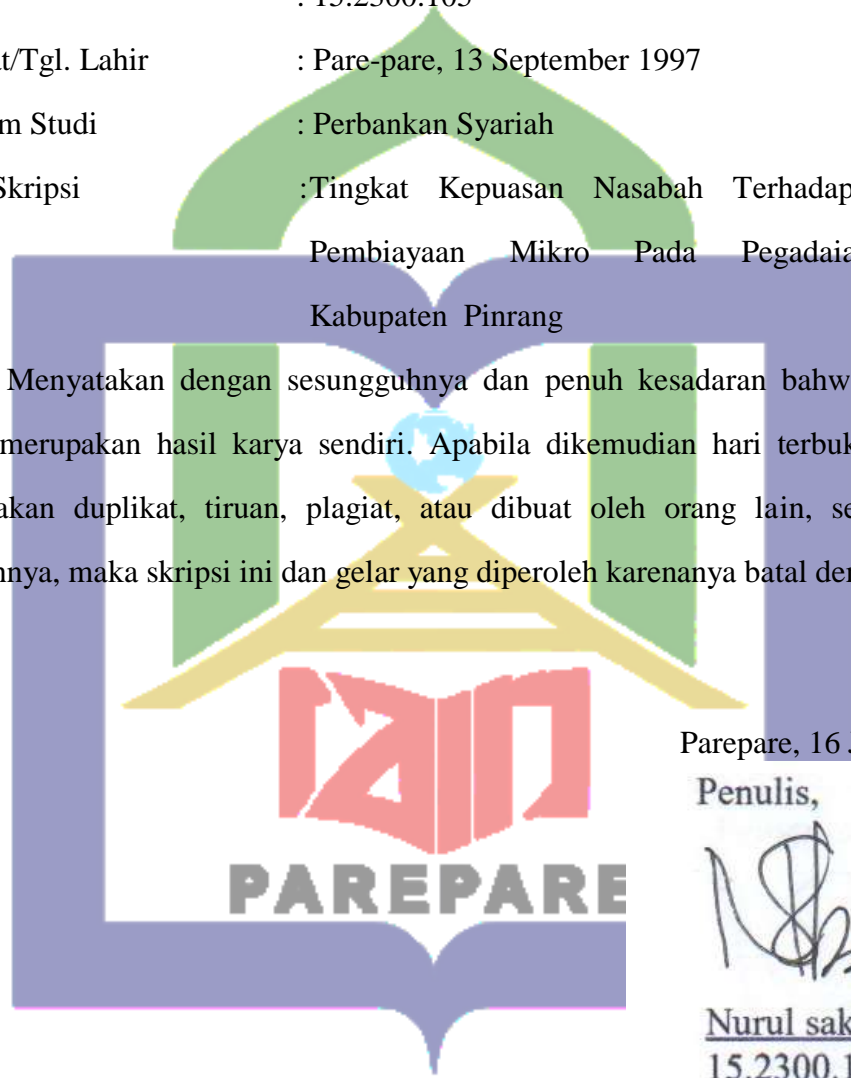 : 15.2300.105
at/Tgl. Lahir : Pare-pare, 13 September 1997
m Studi : Perbankan Syariah
Skripsi :Tingkat Kepuasan Nasabah Terhadap
Pembiayaan Mikro Pada Pegadaia
Kabupaten Pinrang
Menyatakan dengan sesungguhnya dan penuh kesadaran bahw
merupakan hasil karya sendiri. Apabila dikemudian hari terbuk
akan duplikat, tiruan, plagiat, atau dibuat oleh orang lain, se
nnya, maka skripsi ini dan gelar yang diperoleh karenanya batal der
iain
Parepare, 16 J
Penulis,
PAREPARE
Nurul sak
15.2300.1